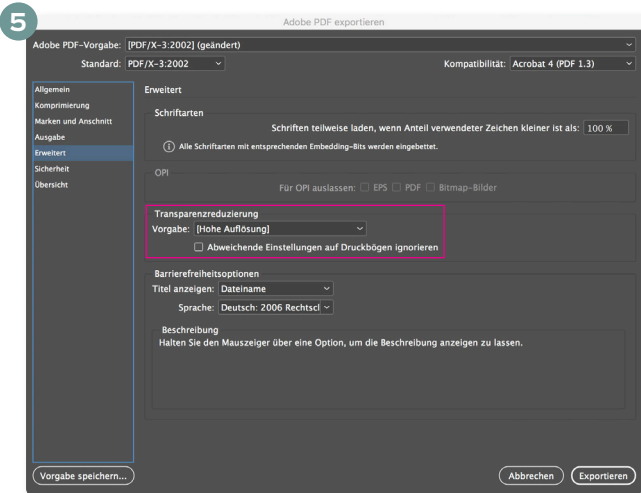 5
Adobe PDF exportieren
Adobe PDF-Vorgabe: [PDF/X-3:2002] (geändert)
Standard: PDF/X-3:2002 Kompatibilität: Acrobat 4 (PDF 1.3)
Allgemein
Komprimierung
Marken und Anschnitt
Ausgabe
Erweitert
Sicherheit
Übersicht
Erweitert
Schriftarten
Schriften teilweise laden, wenn Anteil verwendeter Zeichen kleiner ist als: 100 %
Alle Schriftarten mit entsprechenden Embedding-Bits werden eingebettet.
OPI
Für OPI auslassen: EPS PDF Bitmap-Bilder
Transparenzreduzierung
Vorgabe: [Hohe Auflösung]
Abweichende Einstellungen auf Druckbögen ignorieren
Barrierefreiheitsoptionen
Titel anzeigen: Dateiname
Sprache: Deutsch: 2006 Rechtscl
Beschreibung
Halten Sie den Mauszeiger über eine Option, um die Beschreibung anzeigen zu lassen.
Vorgabe speichern... Abbrechen Exportieren